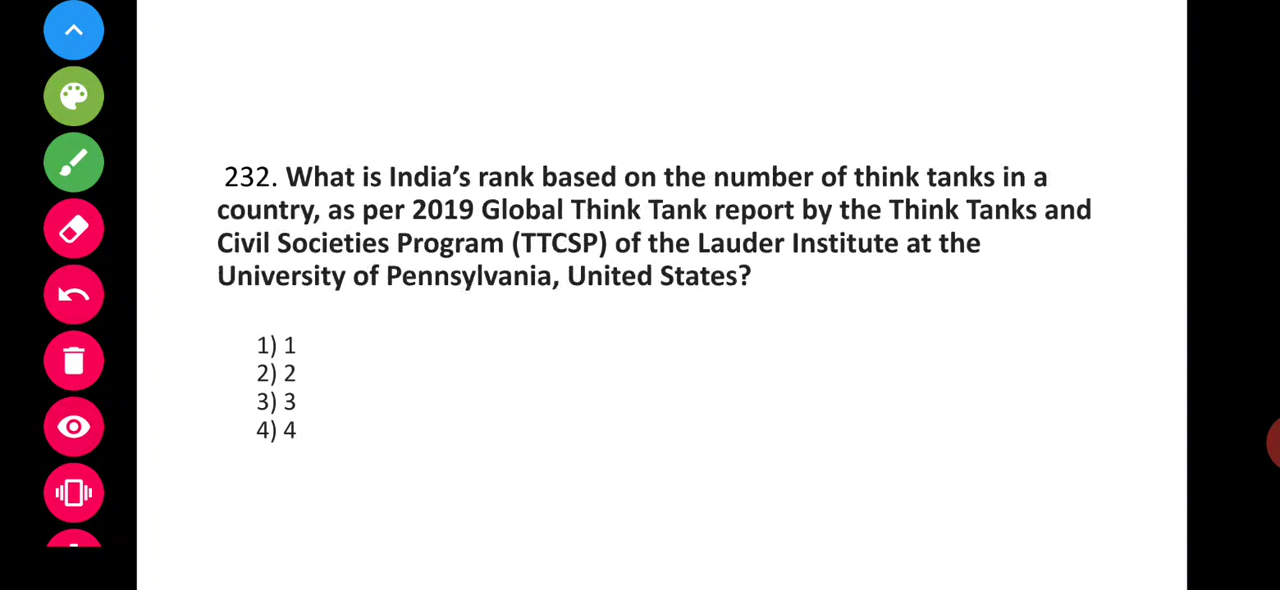 232. What is India’s rank based on the number of think tanks in a
country, as per 2019 Global Think Tank report by the Think Tanks and
Civil Societies Program (TTCSP) of the Lauder Institute at the
University of Pennsylvania, United States?
1) 1
2) 2
3) 3
4) 4